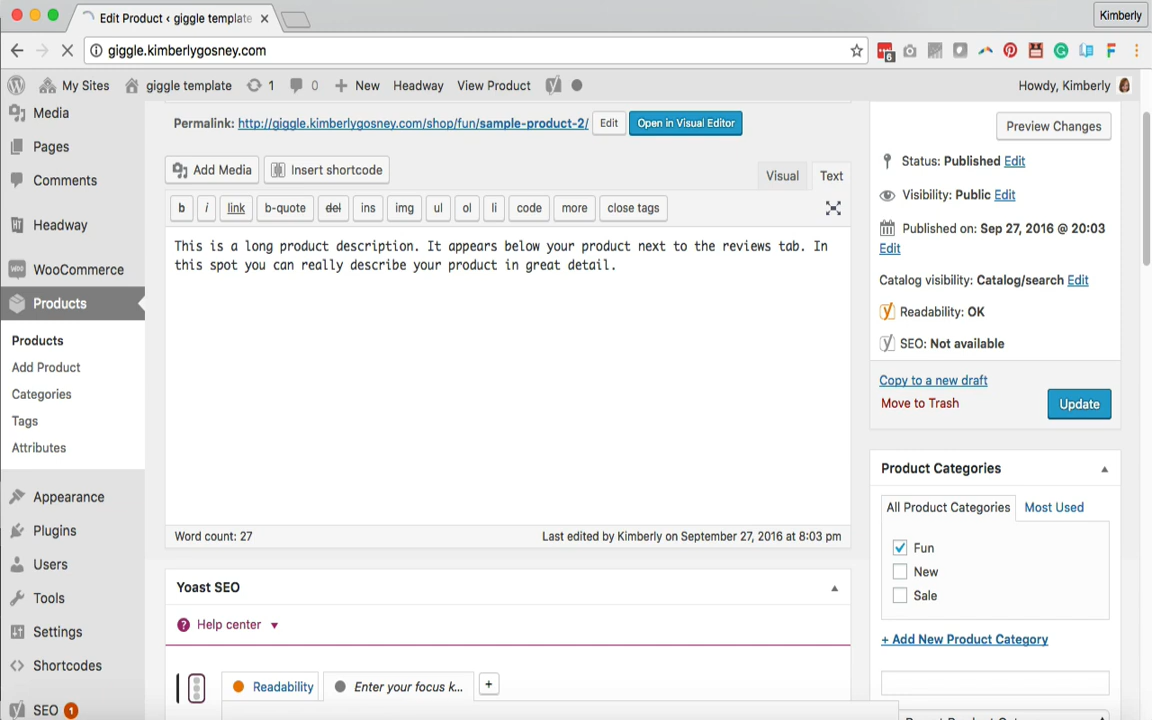 Edit Product ‹ giggle template
Kimberly
giggle.kimberlygosney.com
6
My Sites
giggle template
1
0
New
Headway
View Product
Howdy, Kimberly
Media
Pages
Comments
Headway
WooCommerce
Products
Products
Add Product
Categories
Tags
Attributes
Appearance
Plugins
Users
Tools
Settings
Shortcodes
SEO 1
Permalink: http://giggle.kimberlygosney.com/shop/fun/sample-product-2/ Edit Open in Visual Editor
Add Media Insert shortcode
Visual Text
b i link b-quote del ins img ul ol li code more close tags
This is a long product description. It appears below your product next to the reviews tab. In
this spot you can really describe your product in great detail.
Word count: 27
Last edited by Kimberly on September 27, 2016 at 8:03 pm
Yoast SEO
Help center
Readability
Enter your focus k...
+
Preview Changes
Status: Published Edit
Visibility: Public Edit
Published on: Sep 27, 2016 @ 20:03
Edit
Catalog visibility: Catalog/search Edit
Readability: OK
SEO: Not available
Copy to a new draft
Move to Trash
Update
Product Categories
All Product Categories
Most Used
Fun
New
Sale
+ Add New Product Category